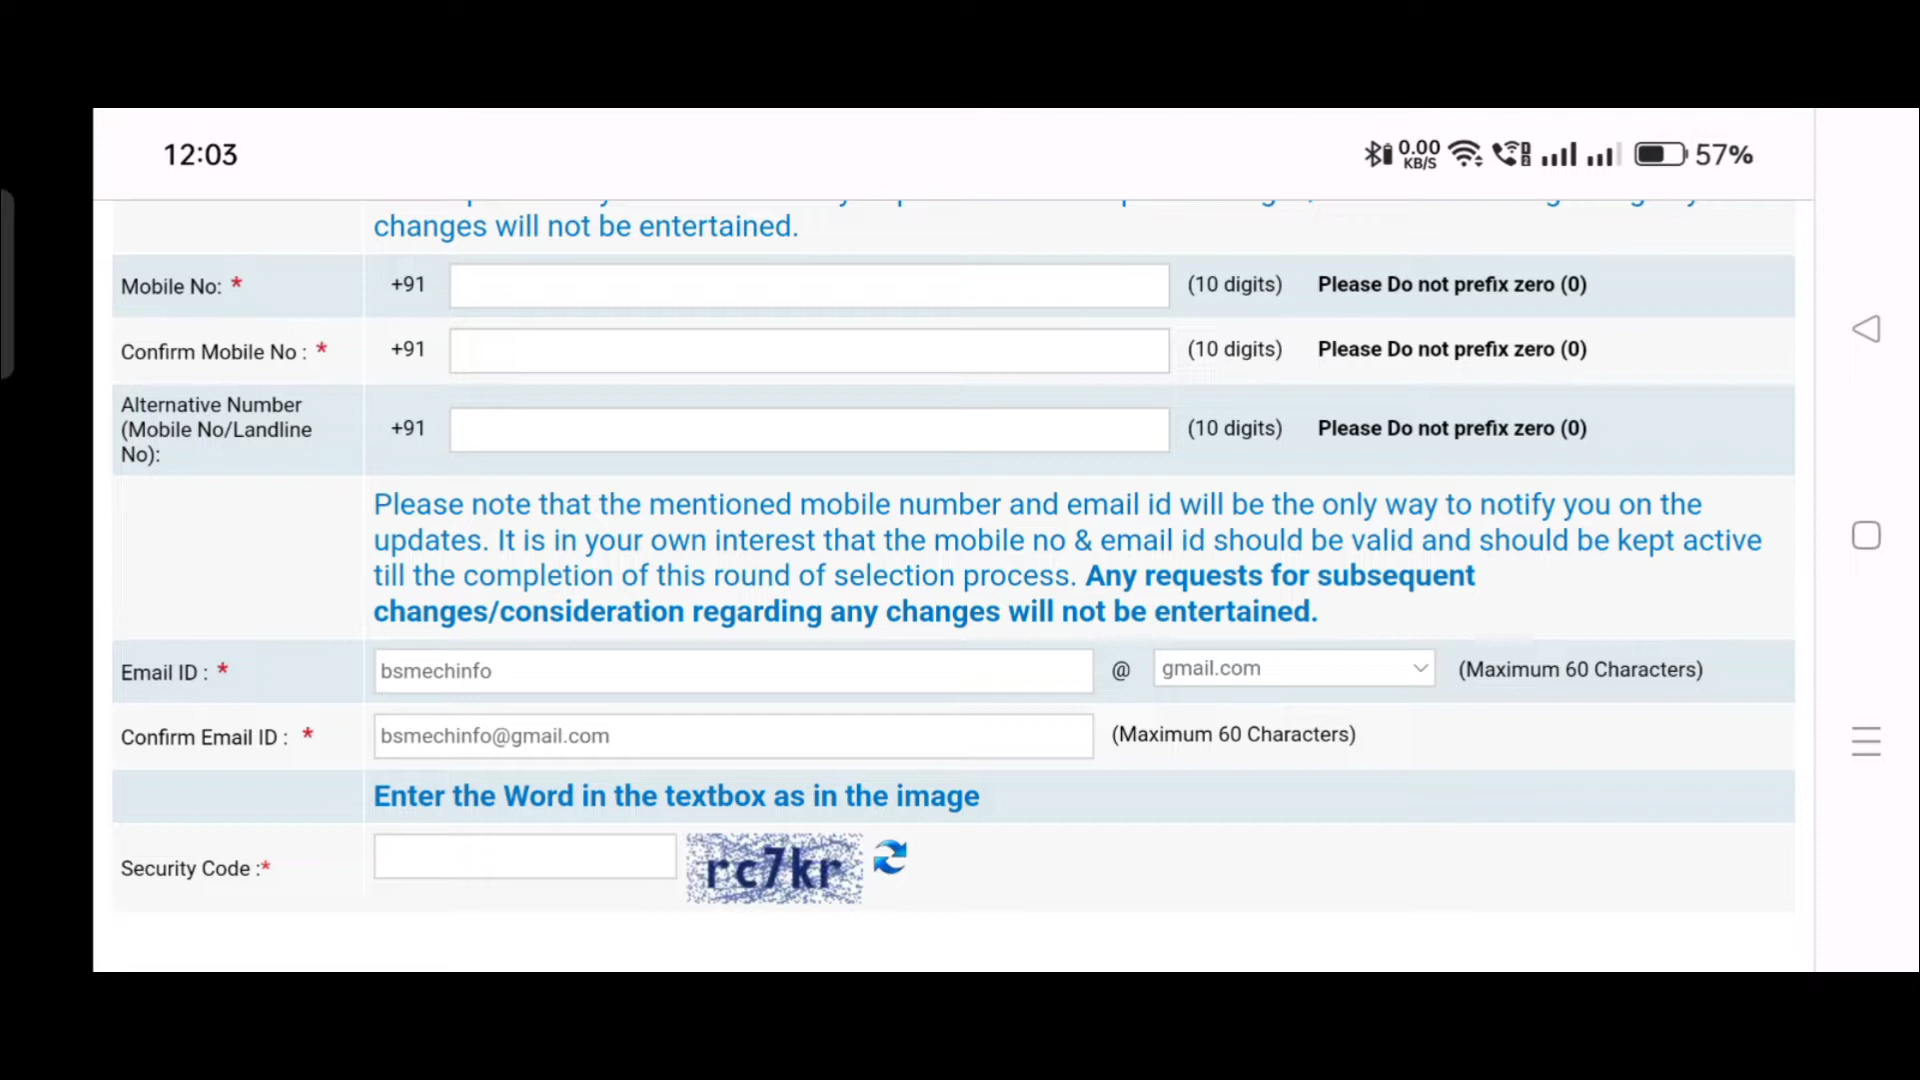 12:03
0.00 KB/S
57%
changes will not be entertained.
Mobile No: * +91 (10 digits) Please Do not prefix zero (0)
Confirm Mobile No : * +91 (10 digits) Please Do not prefix zero (0)
Alternative Number
(Mobile No/Landline
No):
+91 (10 digits) Please Do not prefix zero (0)
Please note that the mentioned mobile number and email id will be the only way to notify you on the
updates. It is in your own interest that the mobile no & email id should be valid and should be kept active
till the completion of this round of selection process. Any requests for subsequent
changes/consideration regarding any changes will not be entertained.
Email ID : * bsmechinfo @ gmail.com (Maximum 60 Characters)
Confirm Email ID : * bsmechinfo@gmail.com (Maximum 60 Characters)
Enter the Word in the textbox as in the image
Security Code :* rc7kr